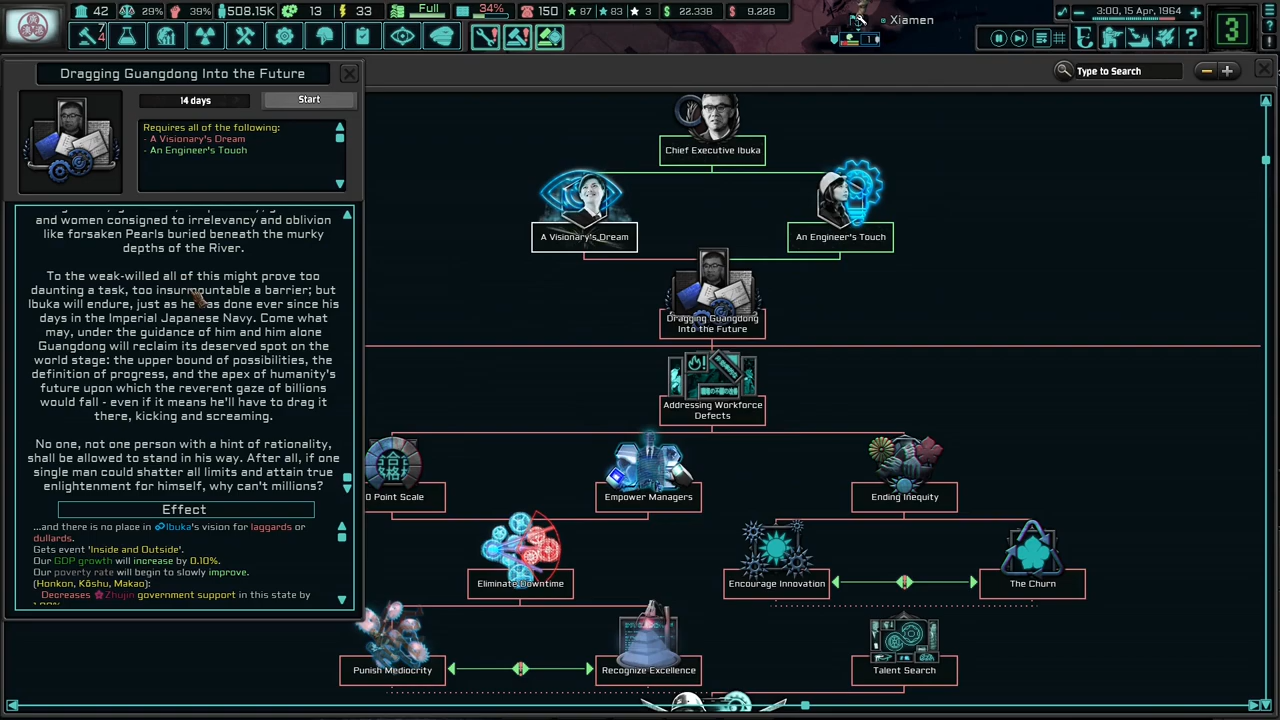 42
29%
39%
508.15K
13
33
Full
34%
150
87
83
3
22.33B
9.22B
Xiamen
1
3:00, 15 Apr, 1964
3
7
4
Dragging Guangdong Into the Future
14 days
Start
Requires all of the following:
- A Visionary's Dream
- An Engineer's Touch
and women consigned to irrelevancy and oblivion
like forsaken Pearls buried beneath the murky
depths of the River.
To the weak-willed all of this might prove too
daunting a task, too insurmountable a barrier; but
Ibuka will endure, just as he has done ever since his
days in the Imperial Japanese Navy. Come what
may, under the guidance of him and him alone
Guangdong will reclaim its deserved spot on the
world stage: the upper bound of possibilities, the
definition of progress, and the apex of humanity's
future upon which the reverent gaze of billions
would fall - even if it means he'll have to drag it
there, kicking and screaming.
No one, not one person with a hint of rationality,
shall be allowed to stand in his way. After all, if one
single man could shatter all limits and attain true
enlightenment for himself, why can't millions?
Effect
...and there is no place in Ibuka's vision for laggards or
dullards.
Gets event 'Inside and Outside'.
Our GDP growth will increase by 0.10%.
Our poverty rate will begin to slowly improve.
(Honkon, Kōshu, Makao):
Decreases Zhujin government support in this state by
Type to Search
Chief Executive Ibuka
A Visionary's Dream
An Engineer's Touch
Dragging Guangdong
Into the Future
Addressing Workforce
Defects
0 Point Scale
Empower Managers
Ending Inequity
Eliminate Downtime
Encourage Innovation
The Churn
Punish Mediocrity
Recognize Excellence
Talent Search